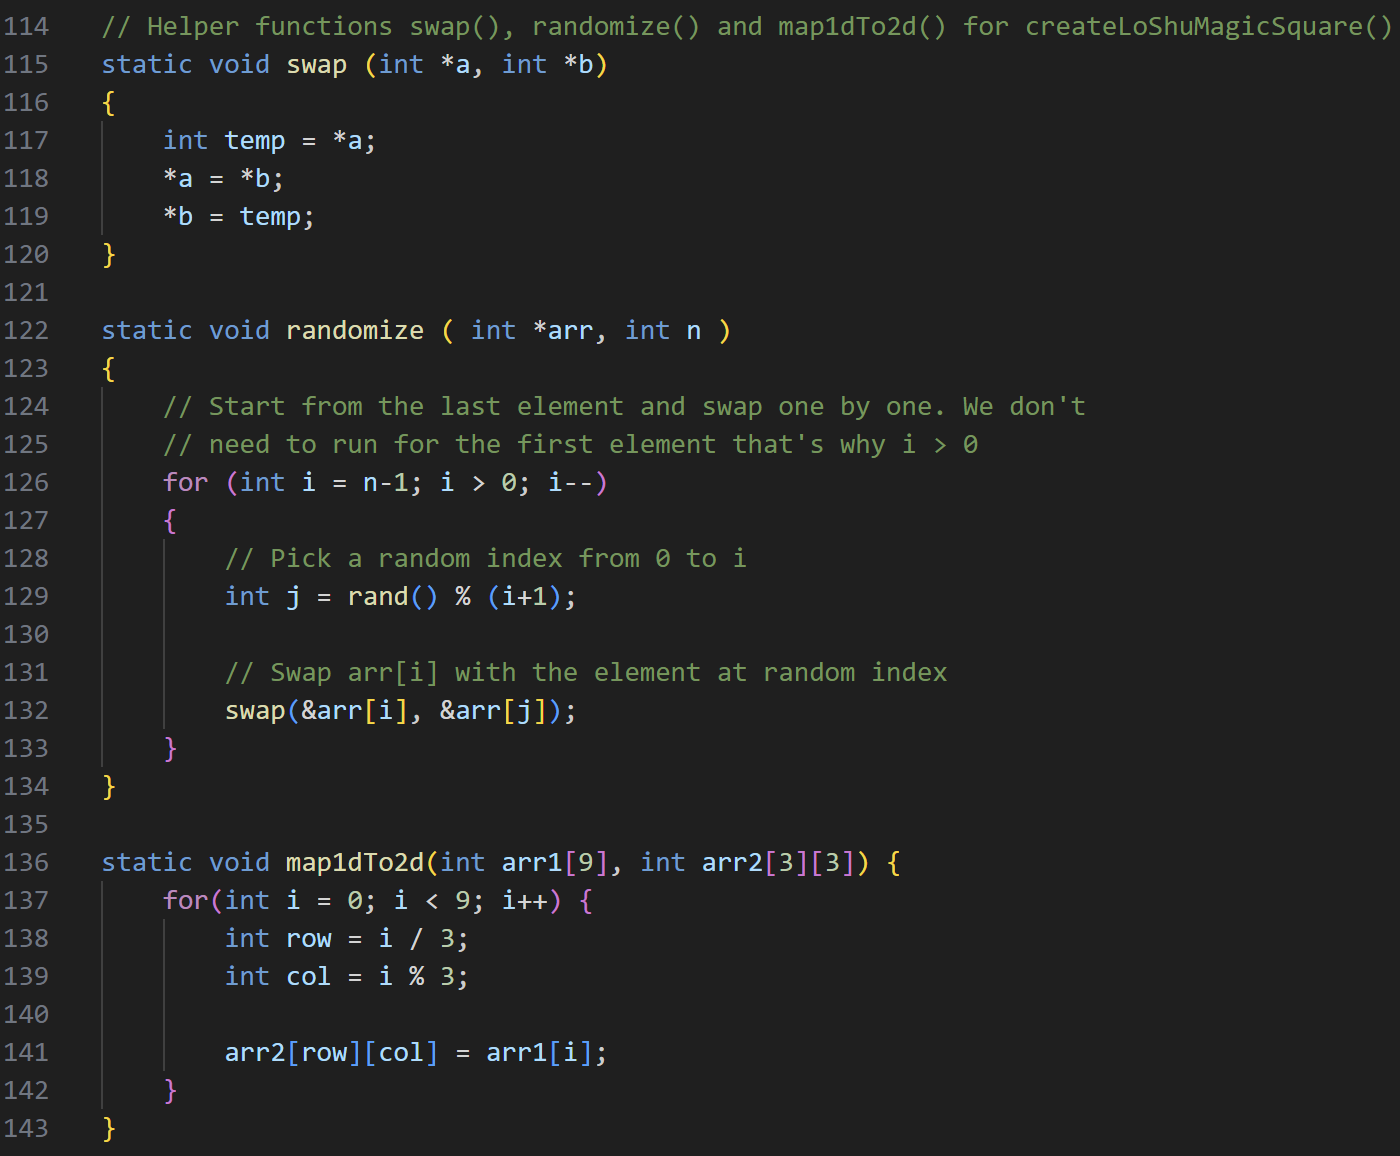 114 // Helper functions swap(), randomize() and map1dTo2d() for createLoShuMagicSquare()
115 static void swap (int *a, int *b)
116 {
117     int temp = *a;
118     *a = *b;
119     *b = temp;
120 }
121
122 static void randomize ( int *arr, int n )
123 {
124     // Start from the last element and swap one by one. We don't
125     // need to run for the first element that's why i > 0
126     for (int i = n-1; i > 0; i--)
127     {
128         // Pick a random index from 0 to i
129         int j = rand() % (i+1);
130
131         // Swap arr[i] with the element at random index
132         swap(&arr[i], &arr[j]);
133     }
134 }
135
136 static void map1dTo2d(int arr1[9], int arr2[3][3]) {
137     for(int i = 0; i < 9; i++) {
138         int row = i / 3;
139         int col = i % 3;
140
141         arr2[row][col] = arr1[i];
142     }
143 }